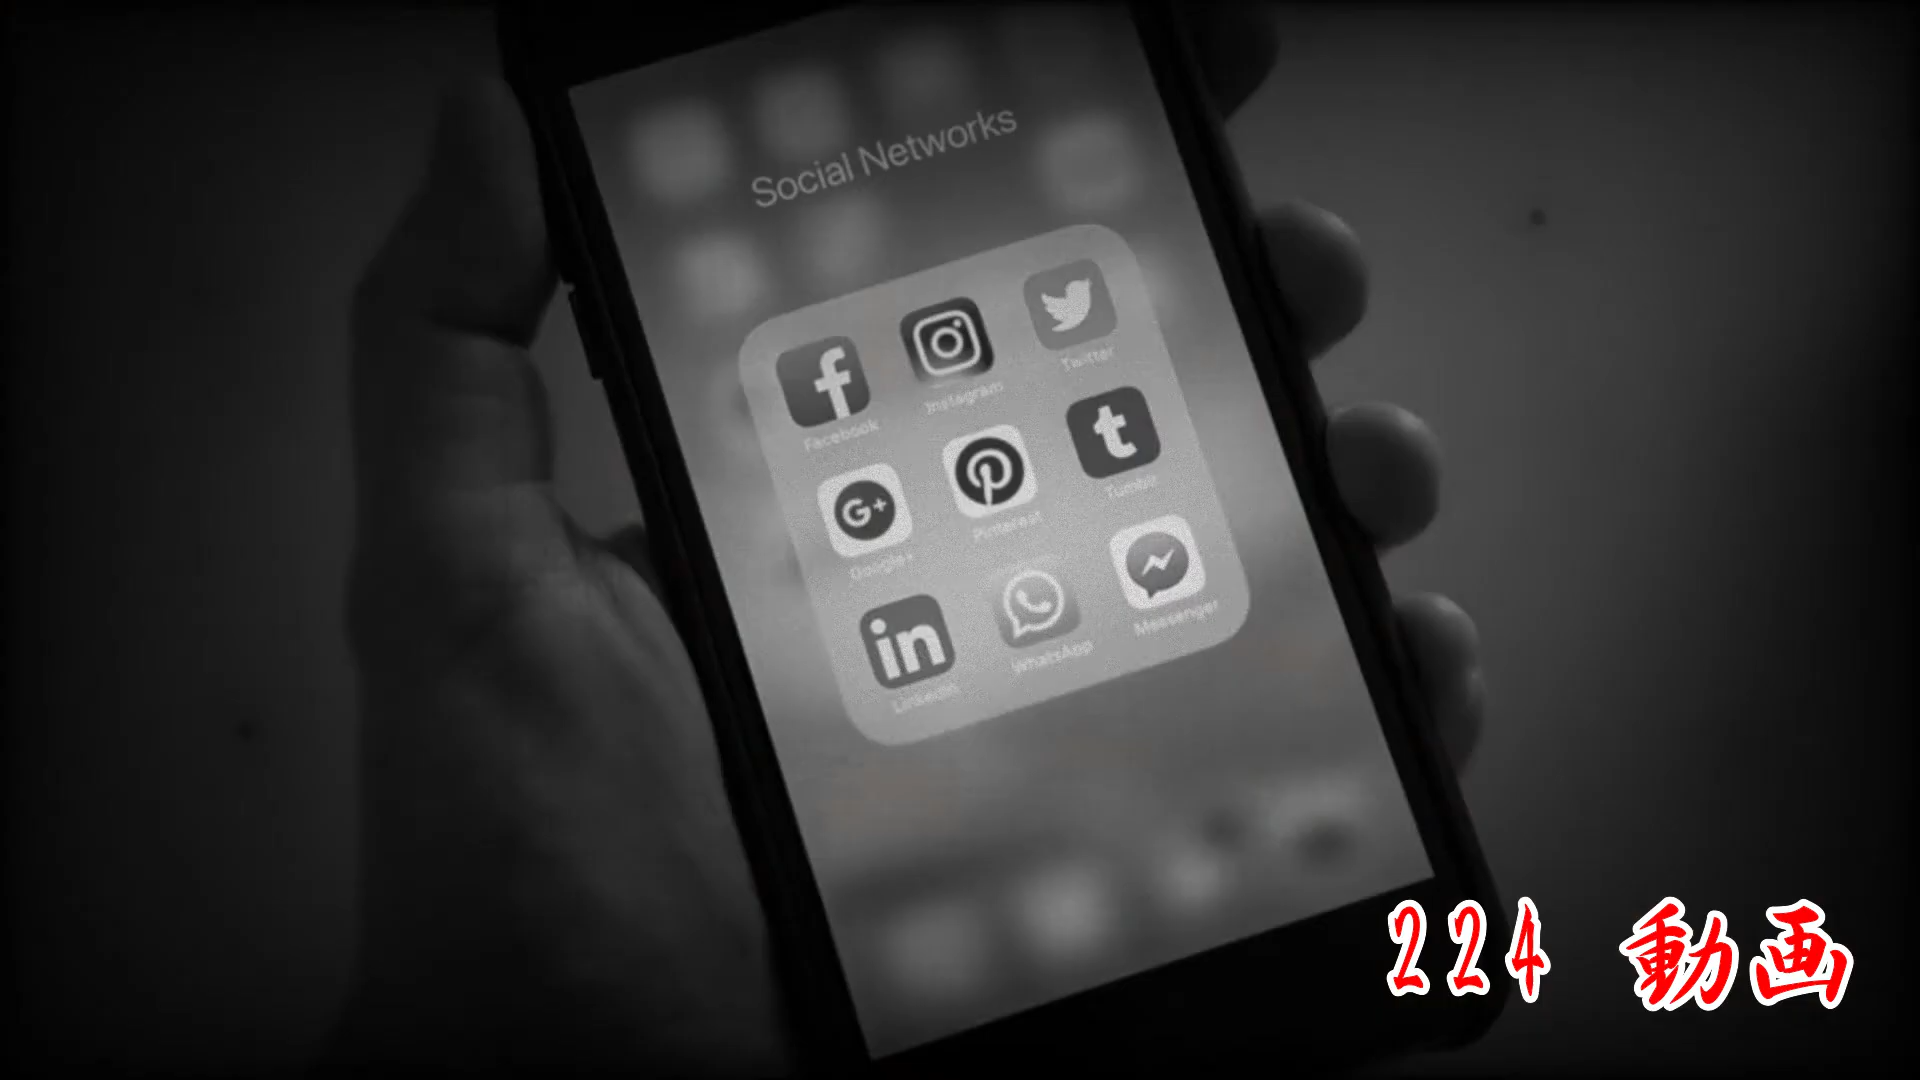 Social Networks
Facebook
Instagram
Twitter
Google+
Pinterest
Tumblr
LinkedIn
WhatsApp
Messenger
224 動画